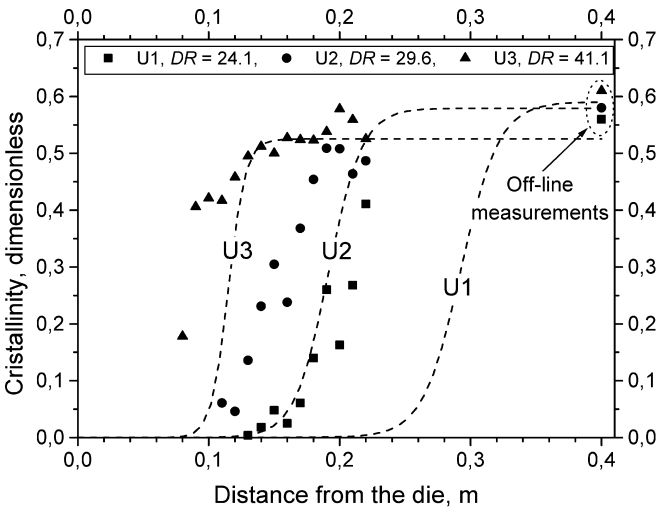 0,0 0,1 0,2 0,3 0,4
U1, DR = 24.1, U2, DR = 29.6, U3, DR = 41.1
0,7 0,7
0,6 0,6
0,5 0,5
0,4 0,4
0,3 0,3
0,2 0,2
0,1 0,1
0,0 0,0
Off-line
measurements
U3 U2
U1
Cristallinity, dimensionless
0,0 0,1 0,2 0,3 0,4
Distance from the die, m